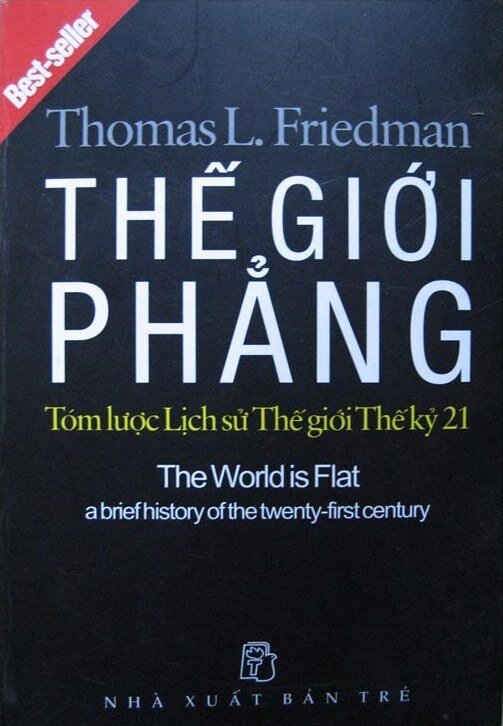 Best-seller
Thomas L. Friedman
THẾ GIỚI
PHẲNG
Tóm lược Lịch sử Thế giới Thế kỷ 21
The World is Flat
a brief history of the twenty-first century
T
NHÀ XUẤT BẢN TRẺ